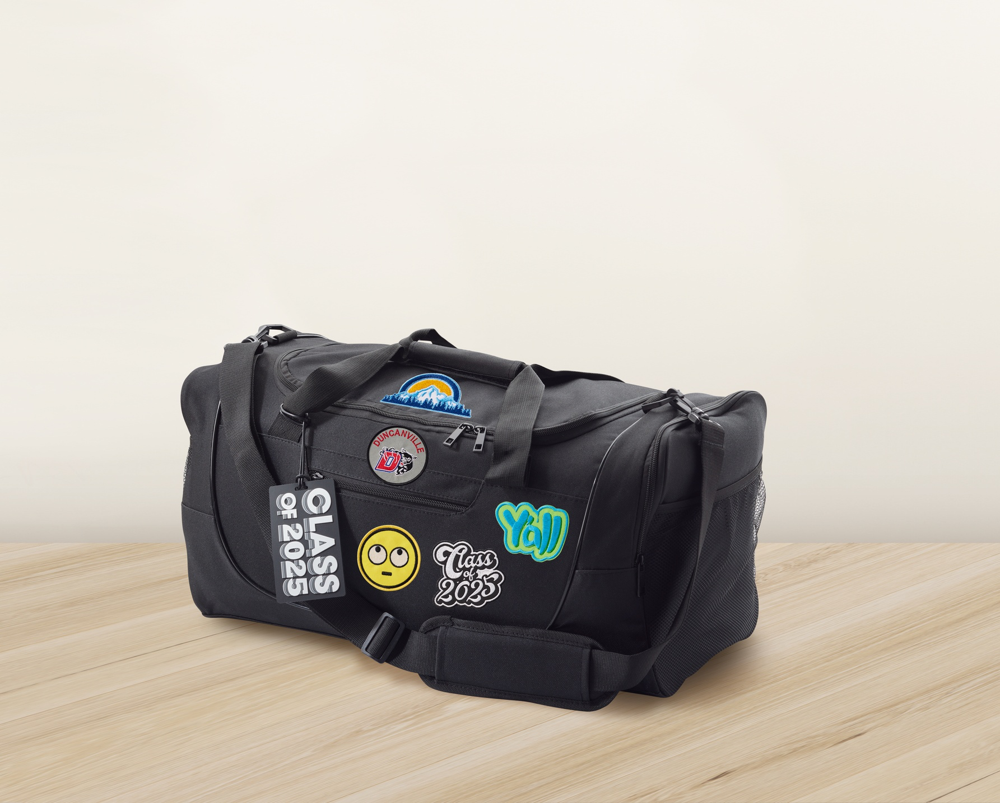 DUNCANVILLE
D
CLASS
OF 2025
Y'all
Class
of
2025